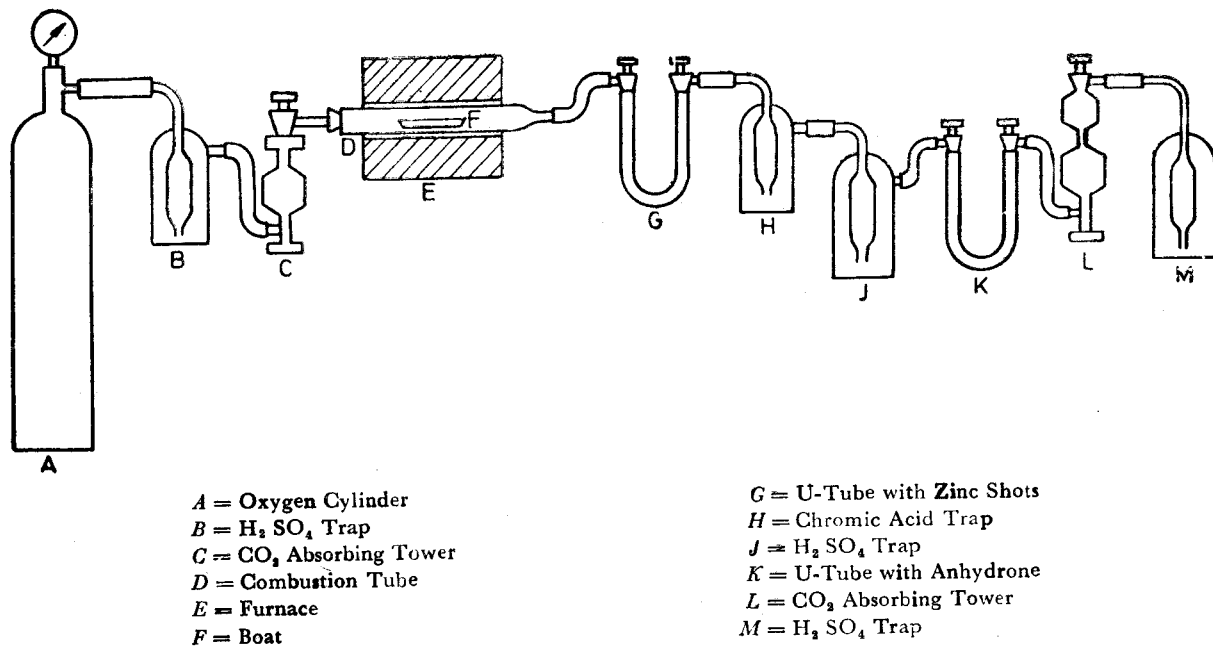 F
D
E
G
H
B
C
J
K
L
M
A
A = Oxygen Cylinder
B = H₂ SO₄ Trap
C = CO₂ Absorbing Tower
D = Combustion Tube
E = Furnace
F = Boat
G = U-Tube with Zinc Shots
H = Chromic Acid Trap
J = H₂ SO₄ Trap
K = U-Tube with Anhydrone
L = CO₂ Absorbing Tower
M = H₂ SO₄ Trap